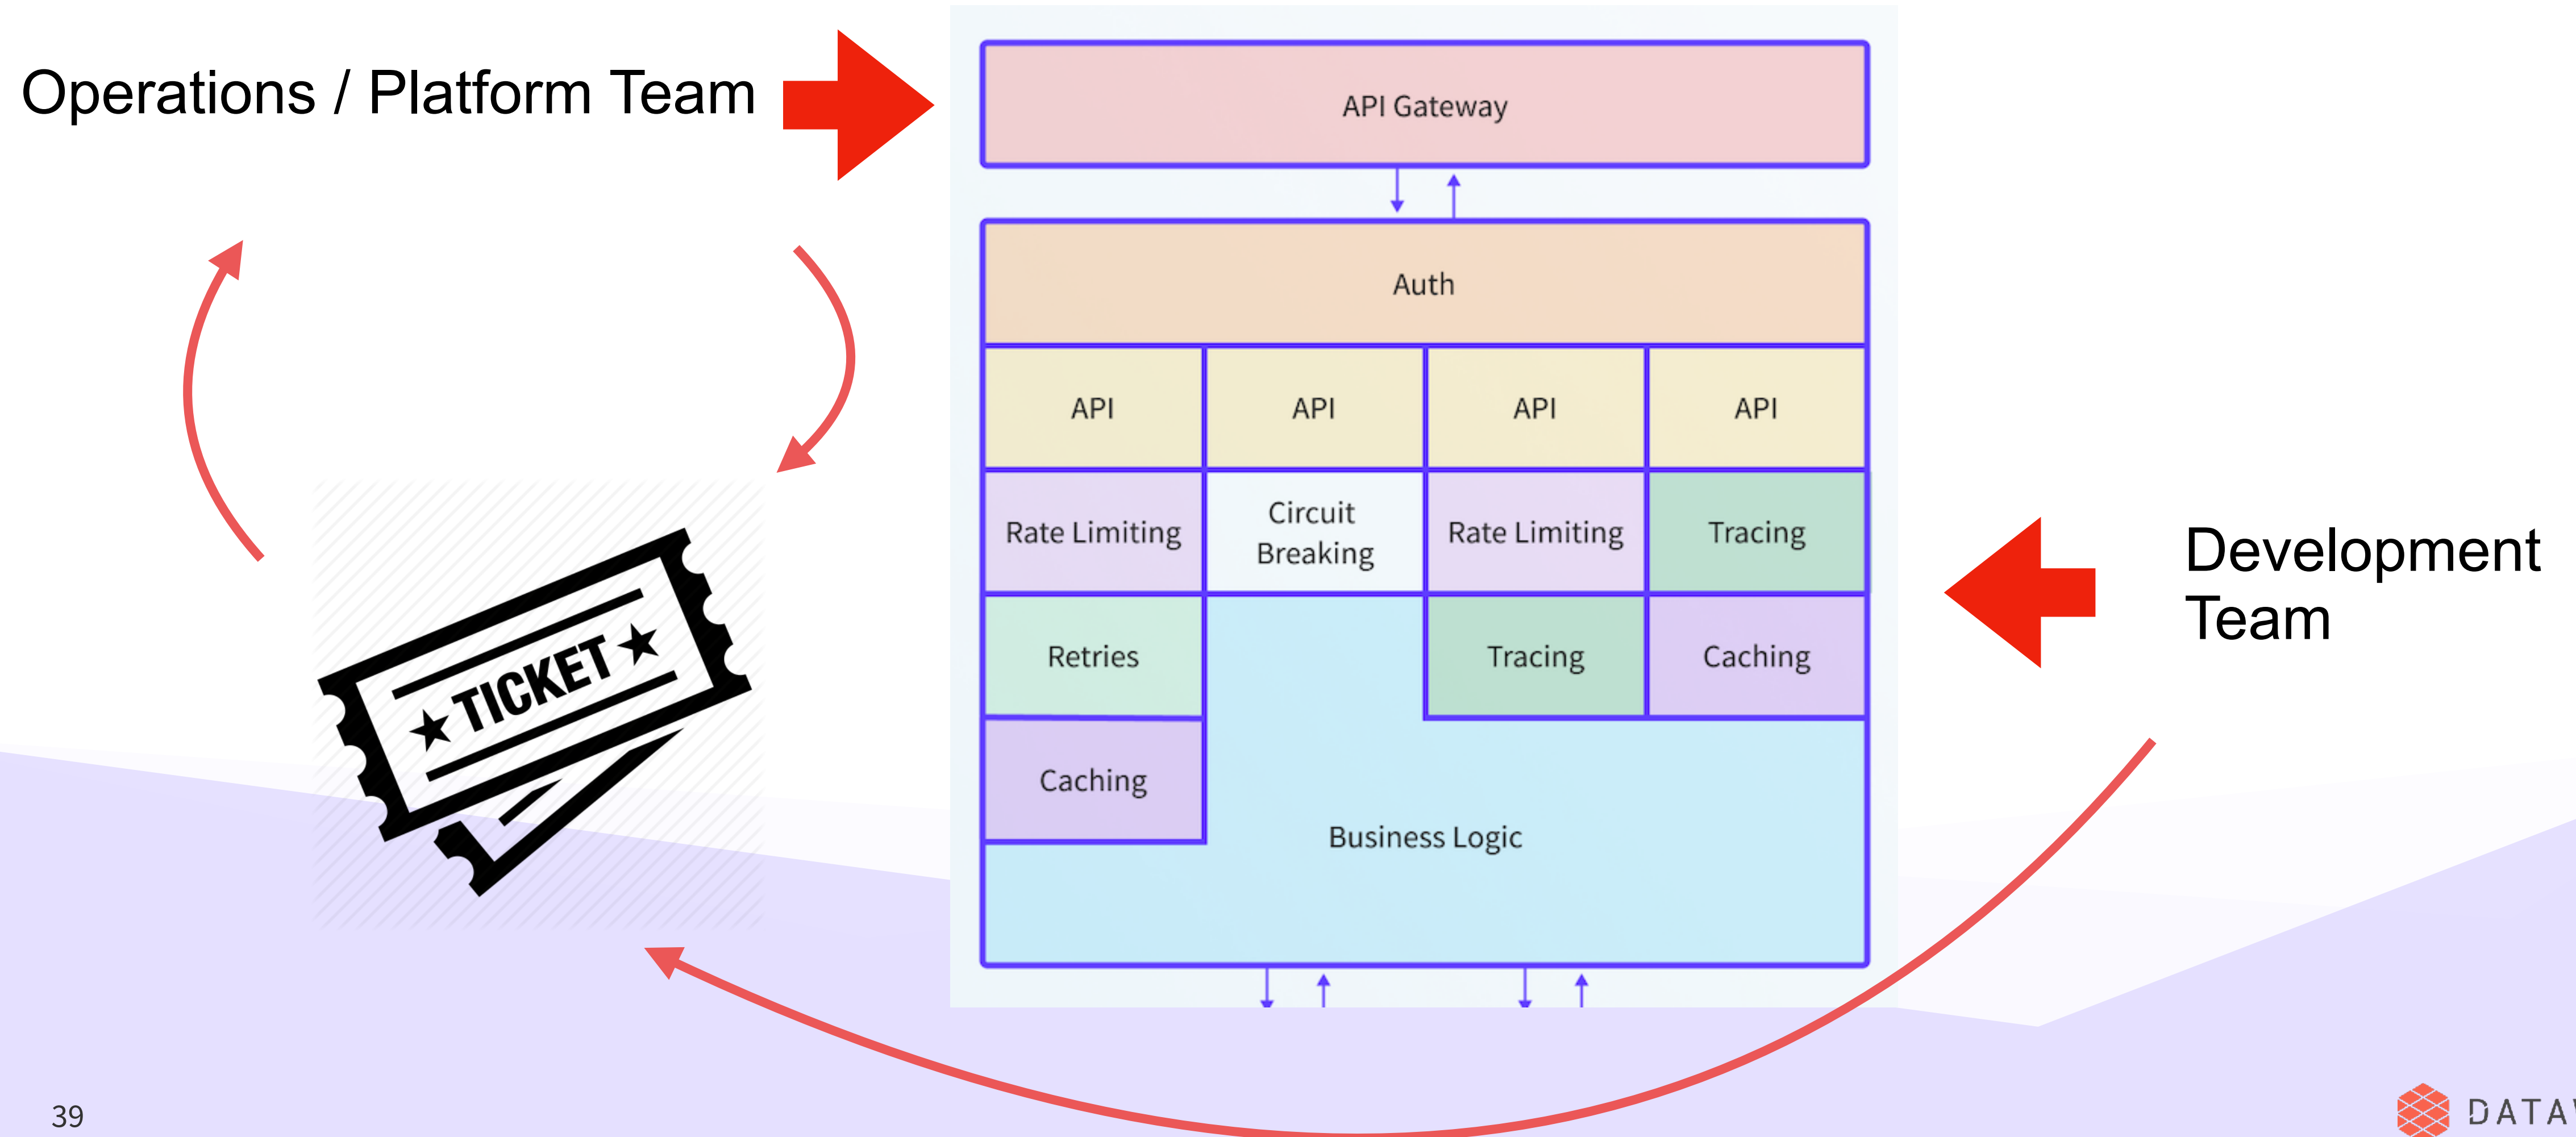 Operations / Platform Team
API Gateway
Auth
API
API
API
API
Rate Limiting
Circuit
Breaking
Rate Limiting
Tracing
Retries
Tracing
Caching
Caching
Business Logic
TICKET
Development
Team
39